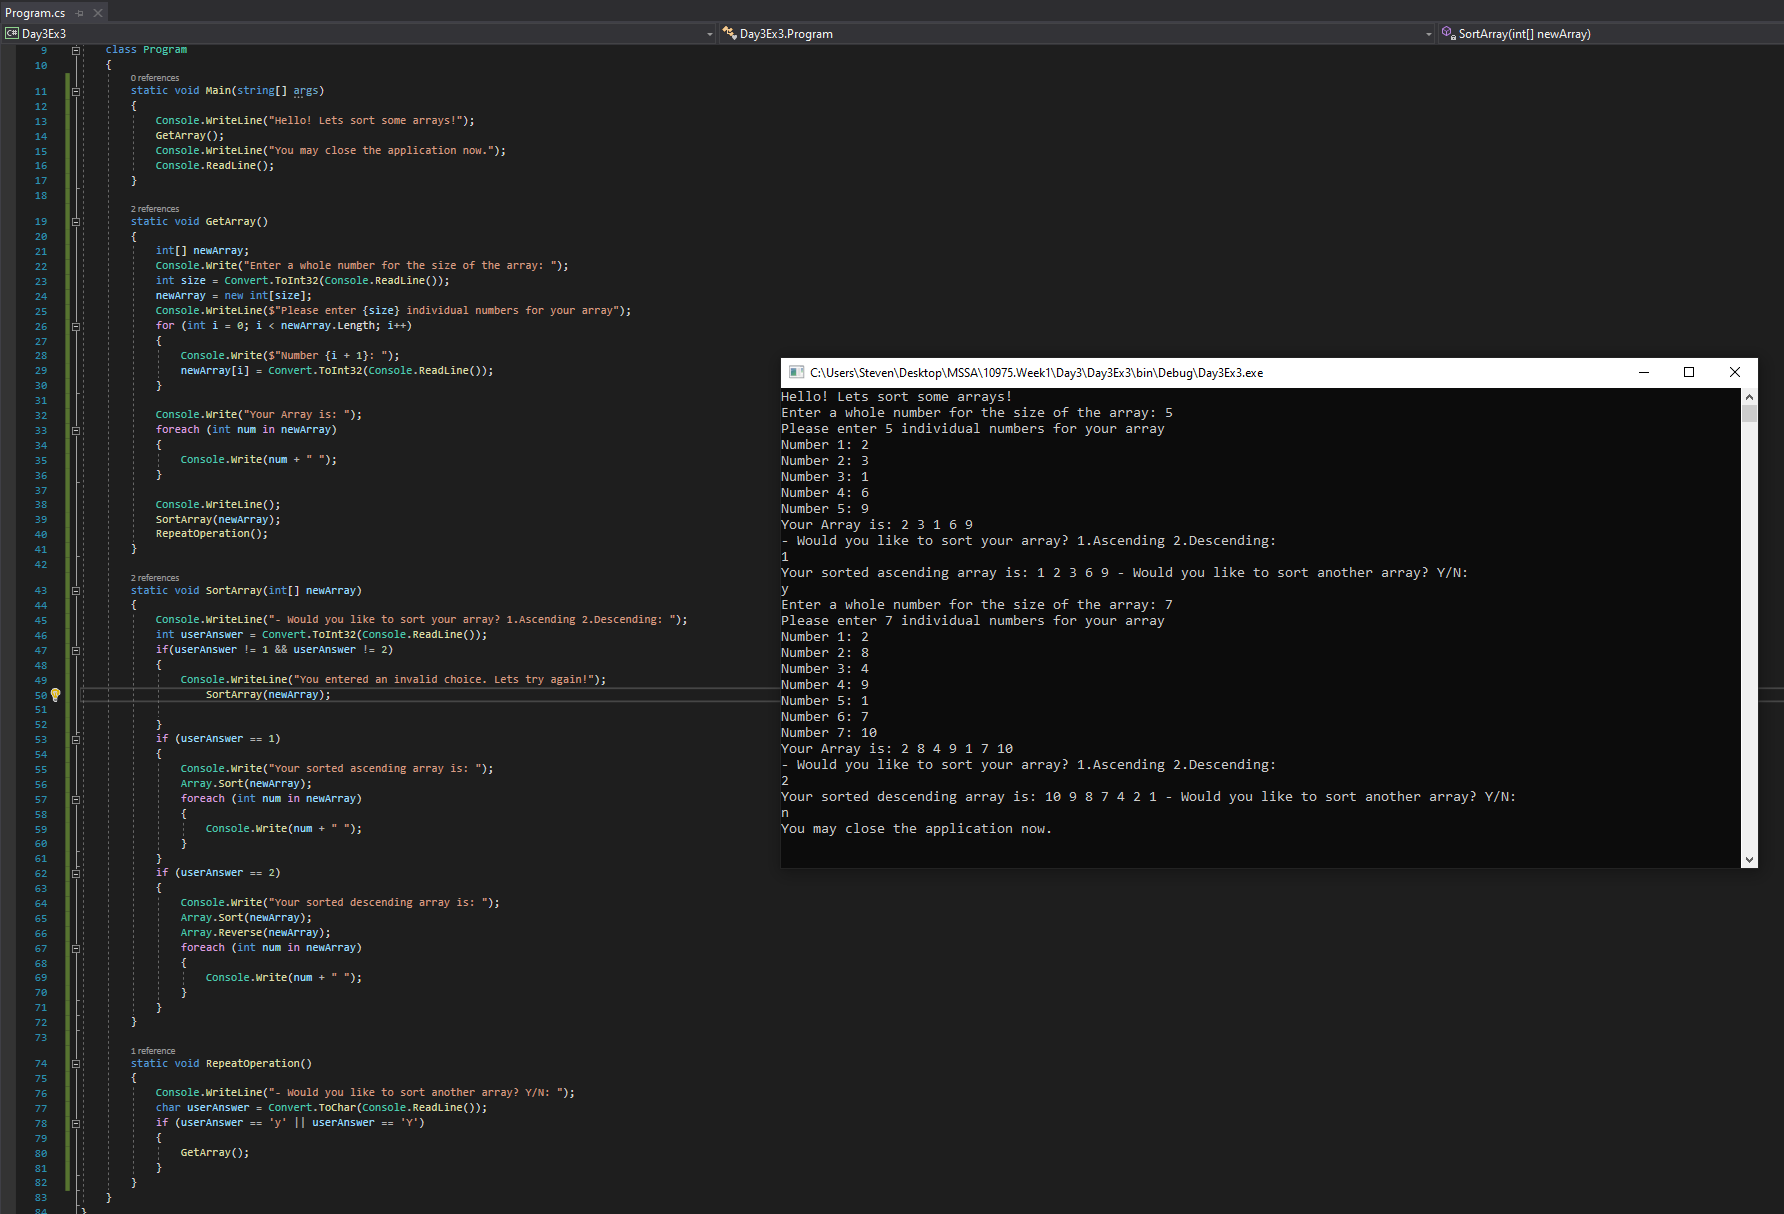 Program.cs
C# Day3Ex3
Day3Ex3.Program
SortArray(int[] newArray)
9 class Program
10 {
0 references
11 static void Main(string[] args)
12 {
13 Console.WriteLine("Hello! Lets sort some arrays!");
14 GetArray();
15 Console.WriteLine("You may close the application now.");
16 Console.ReadLine();
17 }
18
2 references
19 static void GetArray()
20 {
21 int[] newArray;
22 Console.Write("Enter a whole number for the size of the array: ");
23 int size = Convert.ToInt32(Console.ReadLine());
24 newArray = new int[size];
25 Console.WriteLine($"Please enter {size} individual numbers for your array");
26 for (int i = 0; i < newArray.Length; i++)
27 {
28 Console.Write($"Number {i + 1}: ");
29 newArray[i] = Convert.ToInt32(Console.ReadLine());
30 }
31
32 Console.Write("Your Array is: ");
33 foreach (int num in newArray)
34 {
35 Console.Write(num + " ");
36 }
37
38 Console.WriteLine();
39 SortArray(newArray);
40 RepeatOperation();
41 }
42
2 references
43 static void SortArray(int[] newArray)
44 {
45 Console.WriteLine("- Would you like to sort your array? 1.Ascending 2.Descending: ");
46 int userAnswer = Convert.ToInt32(Console.ReadLine());
47 if(userAnswer != 1 && userAnswer != 2)
48 {
49 Console.WriteLine("You entered an invalid choice. Lets try again!");
50 SortArray(newArray);
51
52 }
53 if (userAnswer == 1)
54 {
55 Console.Write("Your sorted ascending array is: ");
56 Array.Sort(newArray);
57 foreach (int num in newArray)
58 {
59 Console.Write(num + " ");
60 }
61 }
62 if (userAnswer == 2)
63 {
64 Console.Write("Your sorted descending array is: ");
65 Array.Sort(newArray);
66 Array.Reverse(newArray);
67 foreach (int num in newArray)
68 {
69 Console.Write(num + " ");
70 }
71 }
72 }
73
1 reference
74 static void RepeatOperation()
75 {
76 Console.WriteLine("- Would you like to sort another array? Y/N: ");
77 char userAnswer = Convert.ToChar(Console.ReadLine());
78 if (userAnswer == 'y' || userAnswer == 'Y')
79 {
80 GetArray();
81 }
82 }
83 }
84 }
C:\Users\Steven\Desktop\MSSA\10975.Week1\Day3\Day3Ex3\bin\Debug\Day3Ex3.exe
Hello! Lets sort some arrays!
Enter a whole number for the size of the array: 5
Please enter 5 individual numbers for your array
Number 1: 2
Number 2: 3
Number 3: 1
Number 4: 6
Number 5: 9
Your Array is: 2 3 1 6 9
- Would you like to sort your array? 1.Ascending 2.Descending:
1
Your sorted ascending array is: 1 2 3 6 9 - Would you like to sort another array? Y/N:
y
Enter a whole number for the size of the array: 7
Please enter 7 individual numbers for your array
Number 1: 2
Number 2: 8
Number 3: 4
Number 4: 9
Number 5: 1
Number 6: 7
Number 7: 10
Your Array is: 2 8 4 9 1 7 10
- Would you like to sort your array? 1.Ascending 2.Descending:
2
Your sorted descending array is: 10 9 8 7 4 2 1 - Would you like to sort another array? Y/N:
n
You may close the application now.